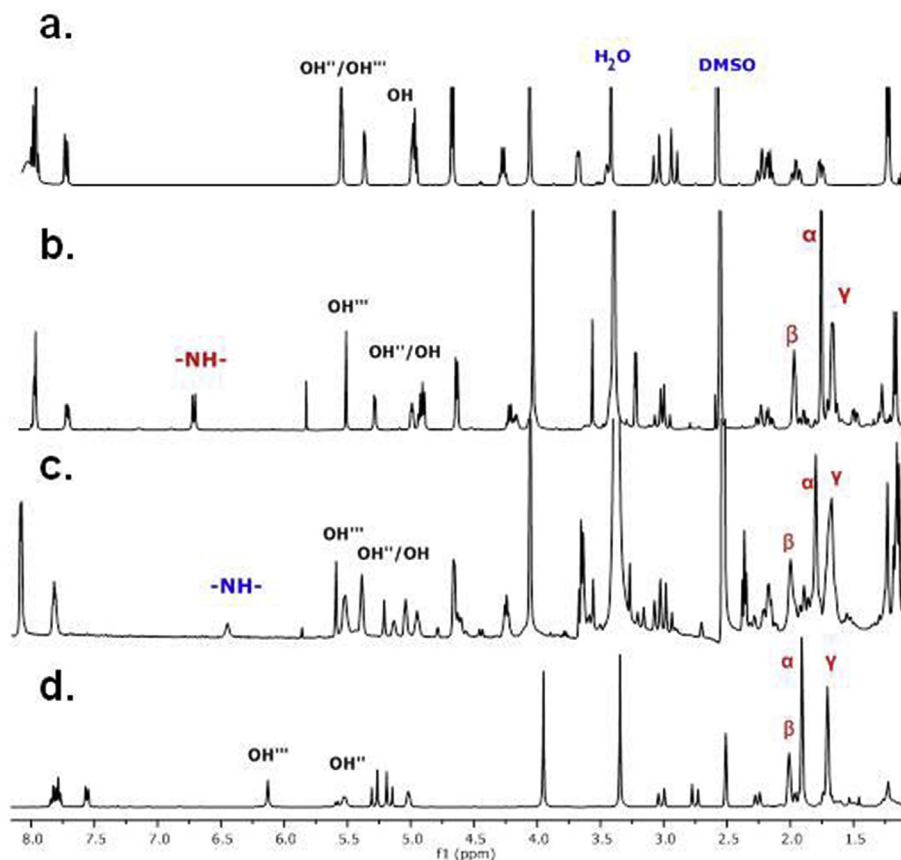 a.
OH''/OH'''
OH
H2O
DMSO
b.
-NH-
OH'''
OH''/OH
α
β
γ
c.
-NH-
OH'''
OH''/OH
α
β
γ
d.
OH'''
OH''
α
β
γ
8.0 7.5 6.5 6.0 5.5 5.0 4.5 4.0 3.5 3.0 2.5 2.0 1.5
f1 (ppm)